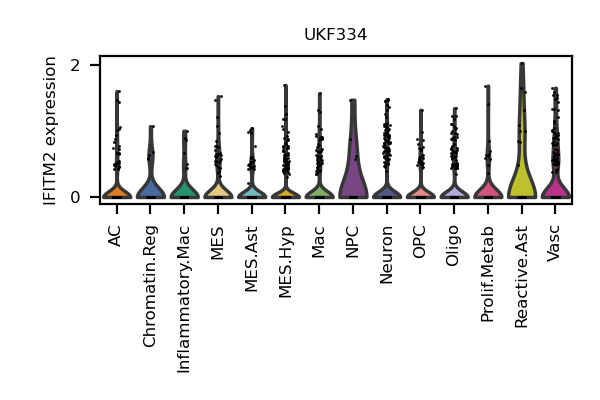 UKF334
IFITM2 expression
2
0
AC
Chromatin.Reg
Inflammatory.Mac
MES
MES.Ast
MES.Hyp
Mac
NPC
Neuron
OPC
Oligo
Prolif.Metab
Reactive.Ast
Vasc